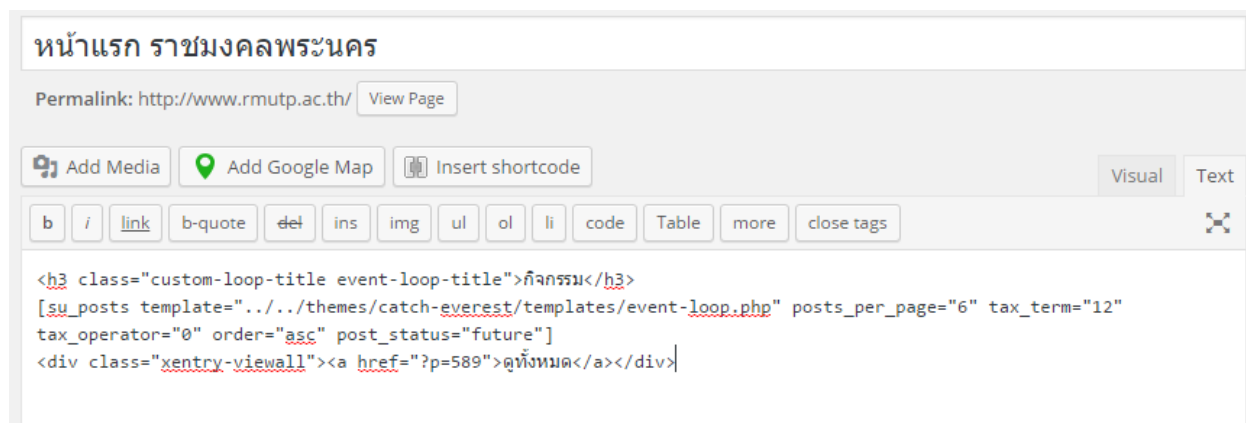 หน้าแรก ราชมงคลพระนคร
Permalink: http://www.rmutp.ac.th/ View Page
Add Media Add Google Map Insert shortcode
Visual Text
b i link b-quote del ins img ul ol li code Table more close tags
<h3 class="custom-loop-title event-loop-title">กิจกรรม</h3>
[su_posts template="../../themes/catch-everest/templates/event-loop.php" posts_per_page="6" tax_term="12"
tax_operator="0" order="asc" post_status="future"]
<div class="xentry-viewall"><a href="?p=589">ดูทั้งหมด</a></div>